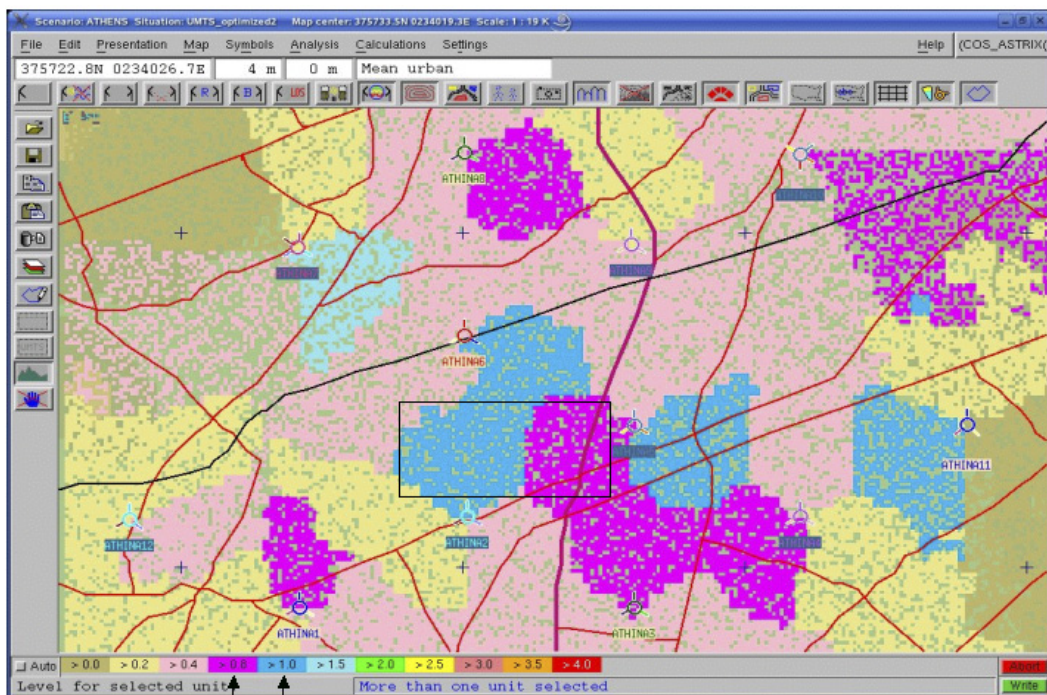 Scenario: ATHENS Situation: UMTS_optimized2 Map center: 375733.5N 0234019.3E Scale: 1 : 19 K
File Edit Presentation Map Symbols Analysis Calculations Settings Help (COS_ASTRIX(
375722.8N 0234026.7E 4 m 0 m Mean urban
ATHINA8
ATHINA6
ATHINA11
ATHINA12
ATHINA2
ATHINA1
ATHINA3
Auto > 0.0 > 0.2 > 0.4 > 0.8 > 1.0 > 1.5 > 2.0 > 2.5 > 3.0 > 3.5 > 4.0 Abort
Level for selected unit More than one unit selected Write